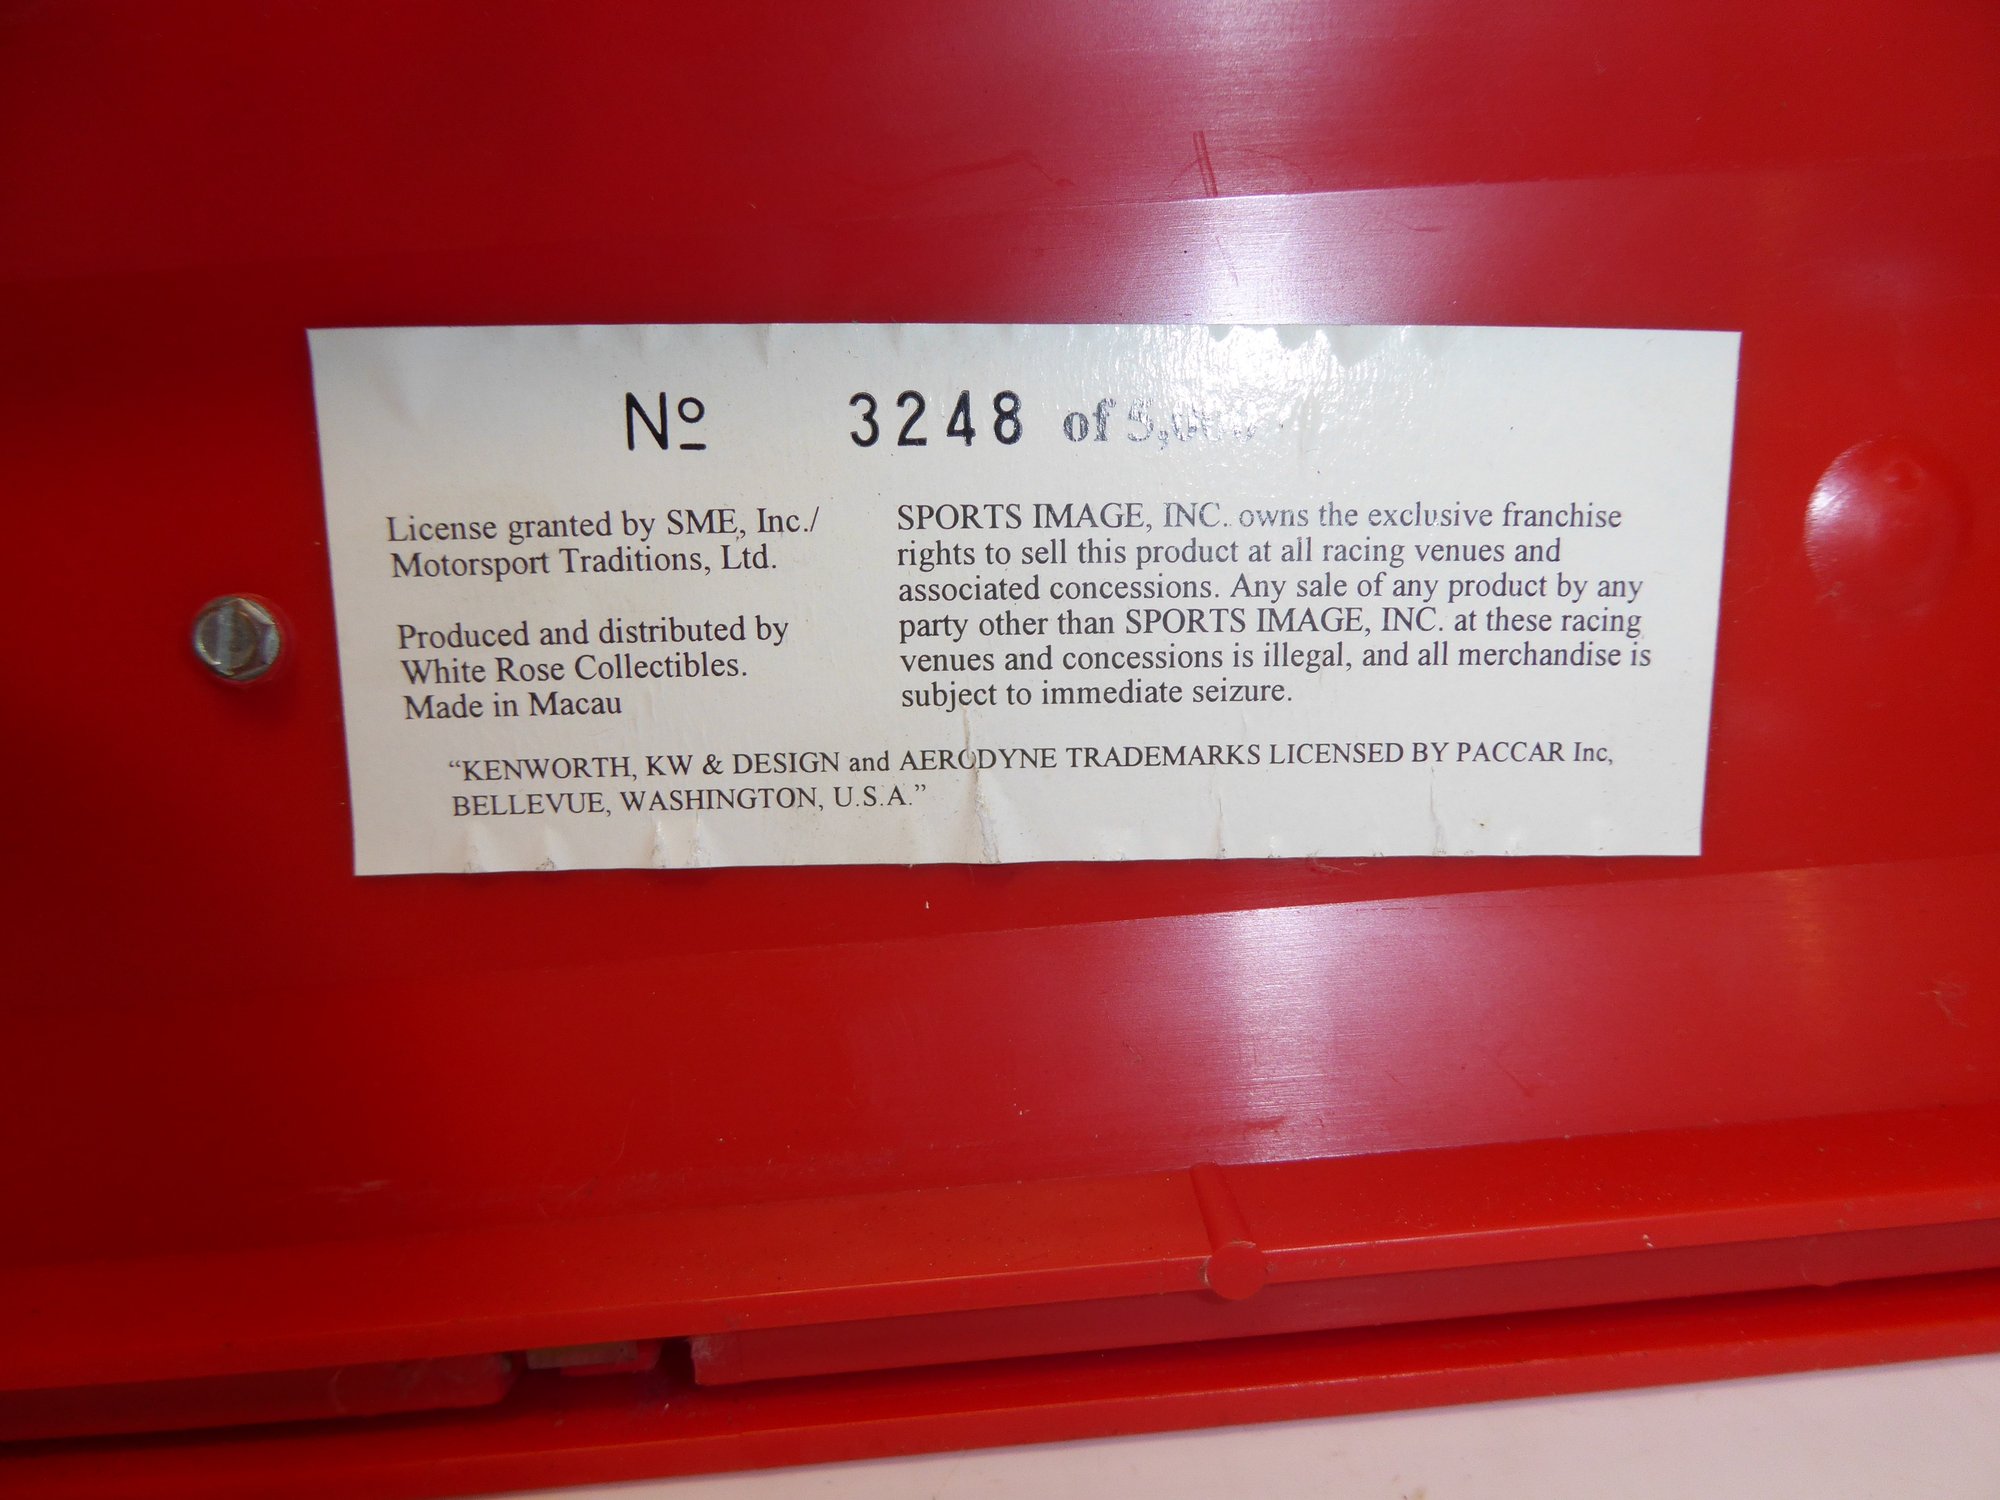 Nº 3248 of 5,000
License granted by SME, Inc./
Motorsport Traditions, Ltd.
Produced and distributed by
White Rose Collectibles.
Made in Macau
SPORTS IMAGE, INC. owns the exclusive franchise
rights to sell this product at all racing venues and
associated concessions. Any sale of any product by any
party other than SPORTS IMAGE, INC. at these racing
venues and concessions is illegal, and all merchandise is
subject to immediate seizure.
“KENWORTH, KW & DESIGN and AERODYNE TRADEMARKS LICENSED BY PACCAR Inc,
BELLEVUE, WASHINGTON, U.S.A.”